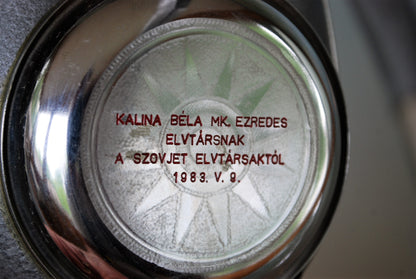 KALINA BÉLA MK. EZREDES
ELVTÁRSNAK
A SZOVJET ELVTÁRSAKTÓL
1983. V. 9.